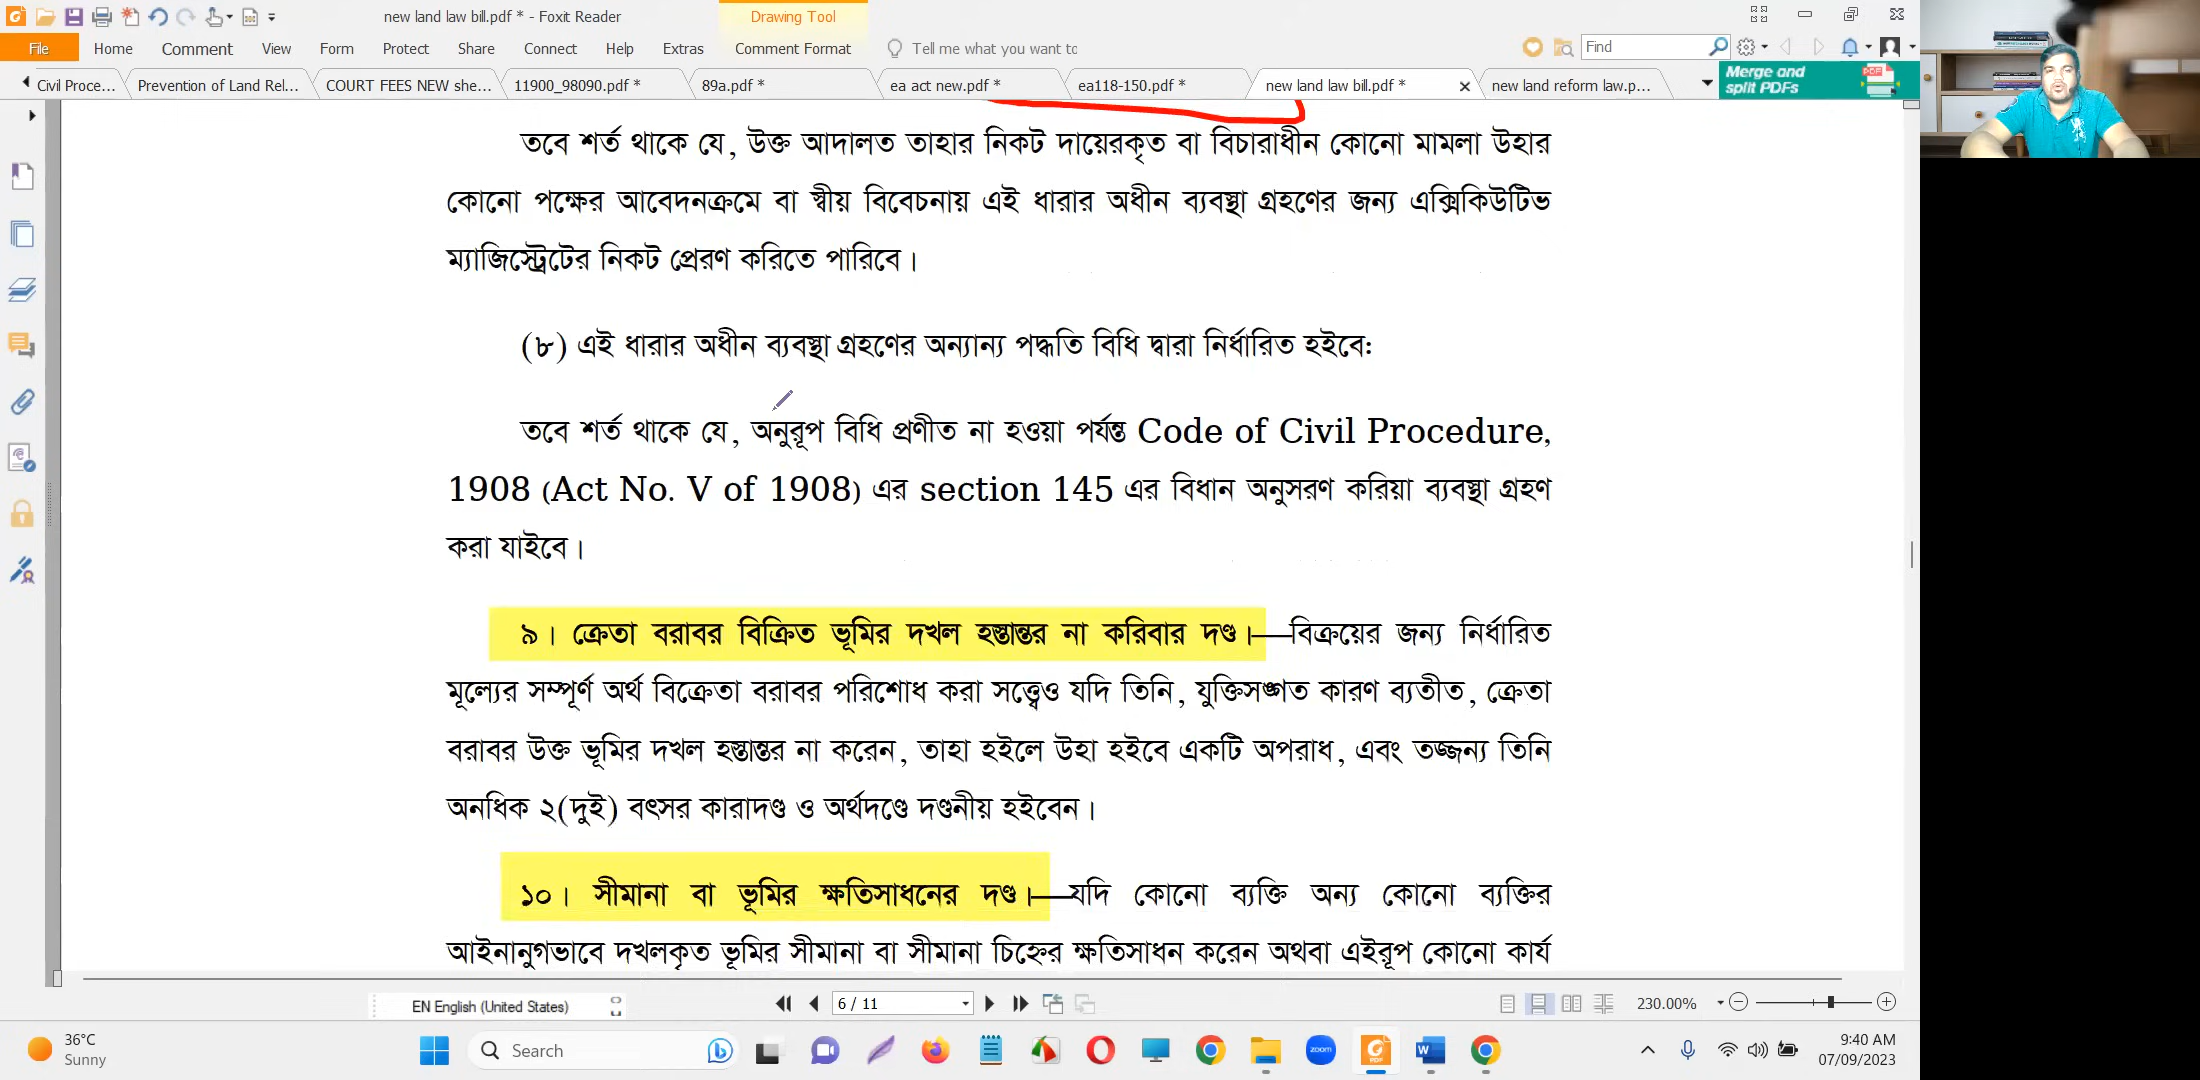 new land law bill.pdf * - Foxit Reader
Drawing Tool
File Home Comment View Form Protect Share Connect Help Extras Comment Format Tell me what you want to Find
Civil Proce... Prevention of Land Rel... COURT FEES NEW she... 11900_98090.pdf * 89a.pdf * ea act new.pdf * ea118-150.pdf * new land law bill.pdf * new land reform law.p... Merge and split PDFs PDF
তবে শর্ত থাকে যে, উক্ত আদালত তাহার নিকট দায়েরকৃত বা বিচারাধীন কোনো মামলা উহার
কোনো পক্ষের আবেদনক্রমে বা স্বীয় বিবেচনায় এই ধারার অধীন ব্যবস্থা গ্রহণের জন্য এক্সিকিউটিভ
ম্যাজিস্ট্রেটের নিকট প্রেরণ করিতে পারিবে।
(৮) এই ধারার অধীন ব্যবস্থা গ্রহণের অন্যান্য পদ্ধতি বিধি দ্বারা নির্ধারিত হইবে:
তবে শর্ত থাকে যে, অনুরূপ বিধি প্রণীত না হওয়া পর্যন্ত Code of Civil Procedure,
1908 (Act No. V of 1908) এর section 145 এর বিধান অনুসরণ করিয়া ব্যবস্থা গ্রহণ
করা যাইবে।
৯। ক্রেতা বরাবর বিক্রিত ভূমির দখল হস্তান্তর না করিবার দণ্ড।—বিক্রয়ের জন্য নির্ধারিত
মূল্যের সম্পূর্ণ অর্থ বিক্রেতা বরাবর পরিশোধ করা সত্ত্বেও যদি তিনি, যুক্তিসঙ্গত কারণ ব্যতীত, ক্রেতা
বরাবর উক্ত ভূমির দখল হস্তান্তর না করেন, তাহা হইলে উহা হইবে একটি অপরাধ, এবং তজ্জন্য তিনি
অনধিক ২(দুই) বৎসর কারাদণ্ড ও অর্থদণ্ডে দণ্ডনীয় হইবেন।
১০। সীমানা বা ভূমির ক্ষতিসাধনের দণ্ড।—যদি কোনো ব্যক্তি অন্য কোনো ব্যক্তির
আইনানুগভাবে দখলকৃত ভূমির সীমানা বা সীমানা চিহ্নের ক্ষতিসাধন করেন অথবা এইরূপ কোনো কার্য
EN English (United States) 6 / 11 230.00%
36°C
Sunny
Search
zoom
9:40 AM
07/09/2023